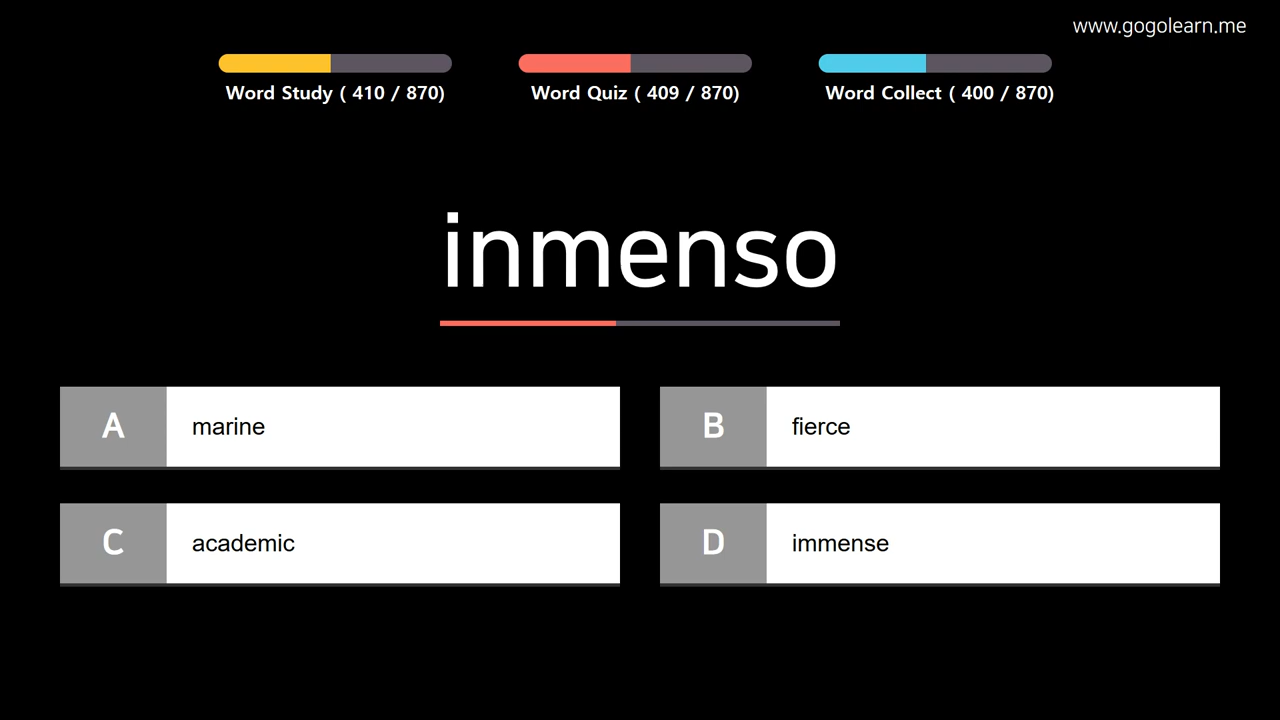 www.gogolearn.me
Word Study ( 410 / 870)
Word Quiz ( 409 / 870)
Word Collect ( 400 / 870)
inmenso
A marine
B fierce
C academic
D immense